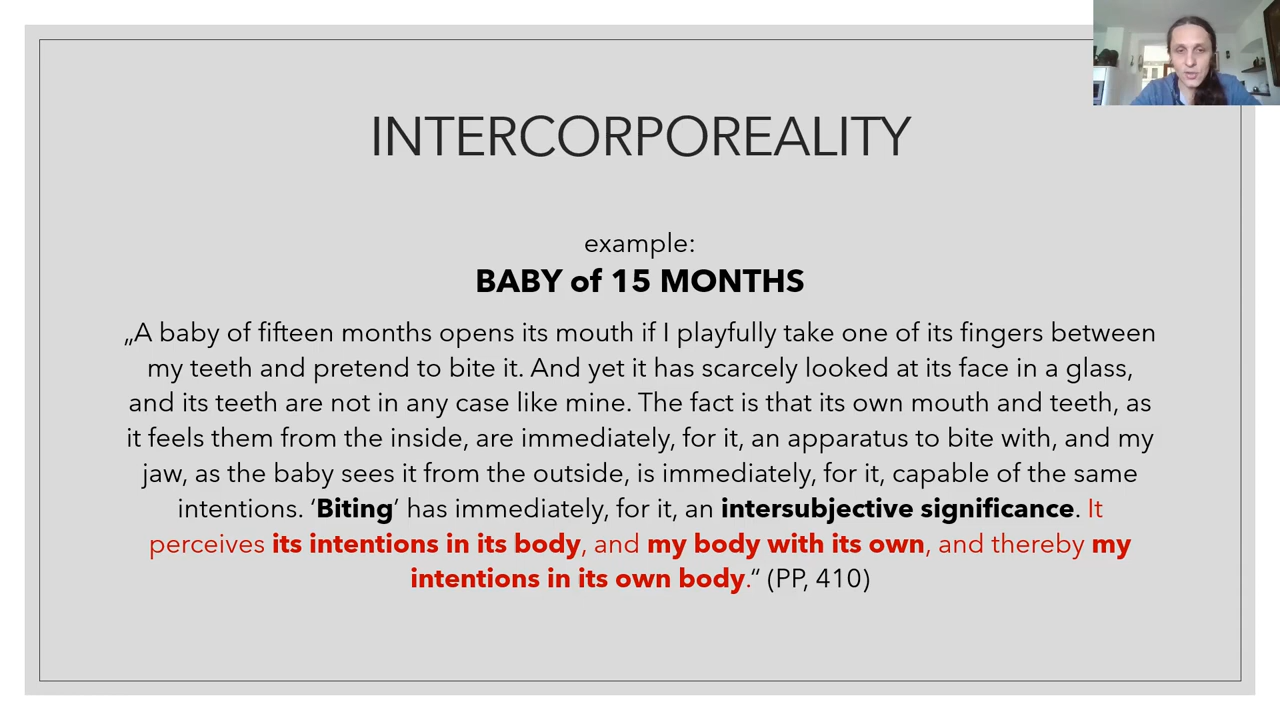 INTERCORPOREALITY
example:
BABY of 15 MONTHS
„A baby of fifteen months opens its mouth if I playfully take one of its fingers between
my teeth and pretend to bite it. And yet it has scarcely looked at its face in a glass,
and its teeth are not in any case like mine. The fact is that its own mouth and teeth, as
it feels them from the inside, are immediately, for it, an apparatus to bite with, and my
jaw, as the baby sees it from the outside, is immediately, for it, capable of the same
intentions. ‘Biting’ has immediately, for it, an intersubjective significance. It
perceives its intentions in its body, and my body with its own, and thereby my
intentions in its own body.“ (PP, 410)